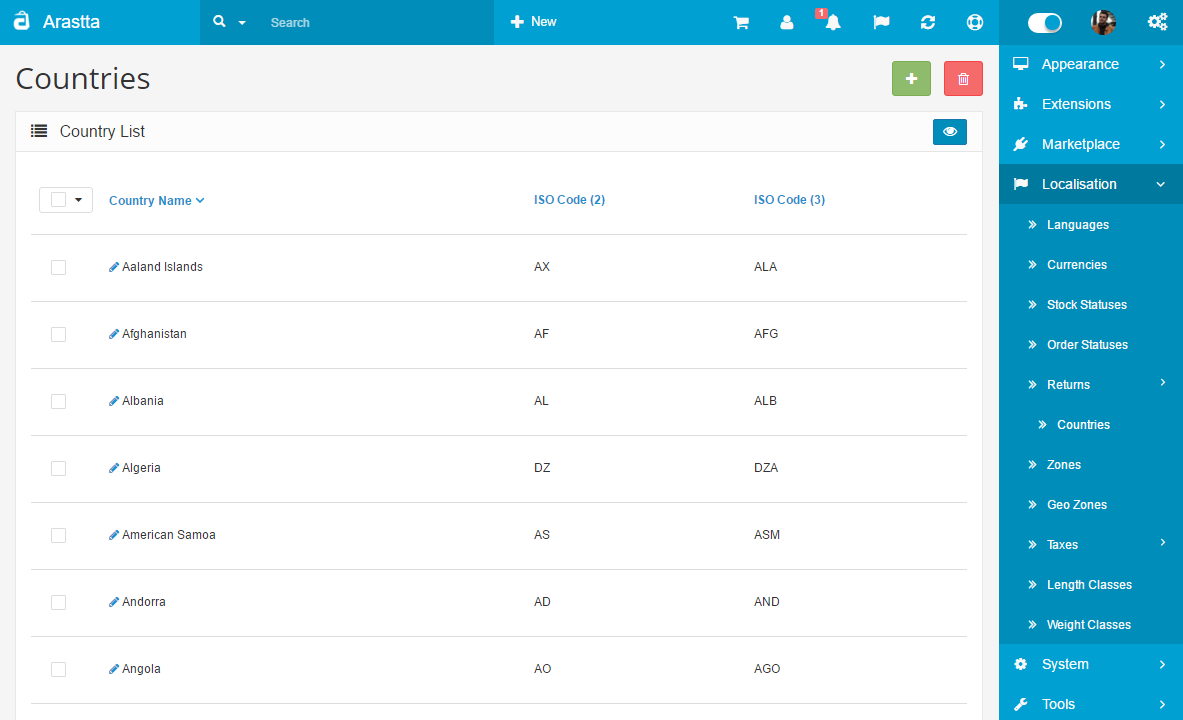 Arastta
Search
New
1
Countries
Country List
Country Name ISO Code (2) ISO Code (3)
Aaland Islands AX ALA
Afghanistan AF AFG
Albania AL ALB
Algeria DZ DZA
American Samoa AS ASM
Andorra AD AND
Angola AO AGO
Appearance
Extensions
Marketplace
Localisation
Languages
Currencies
Stock Statuses
Order Statuses
Returns
Countries
Zones
Geo Zones
Taxes
Length Classes
Weight Classes
System
Tools